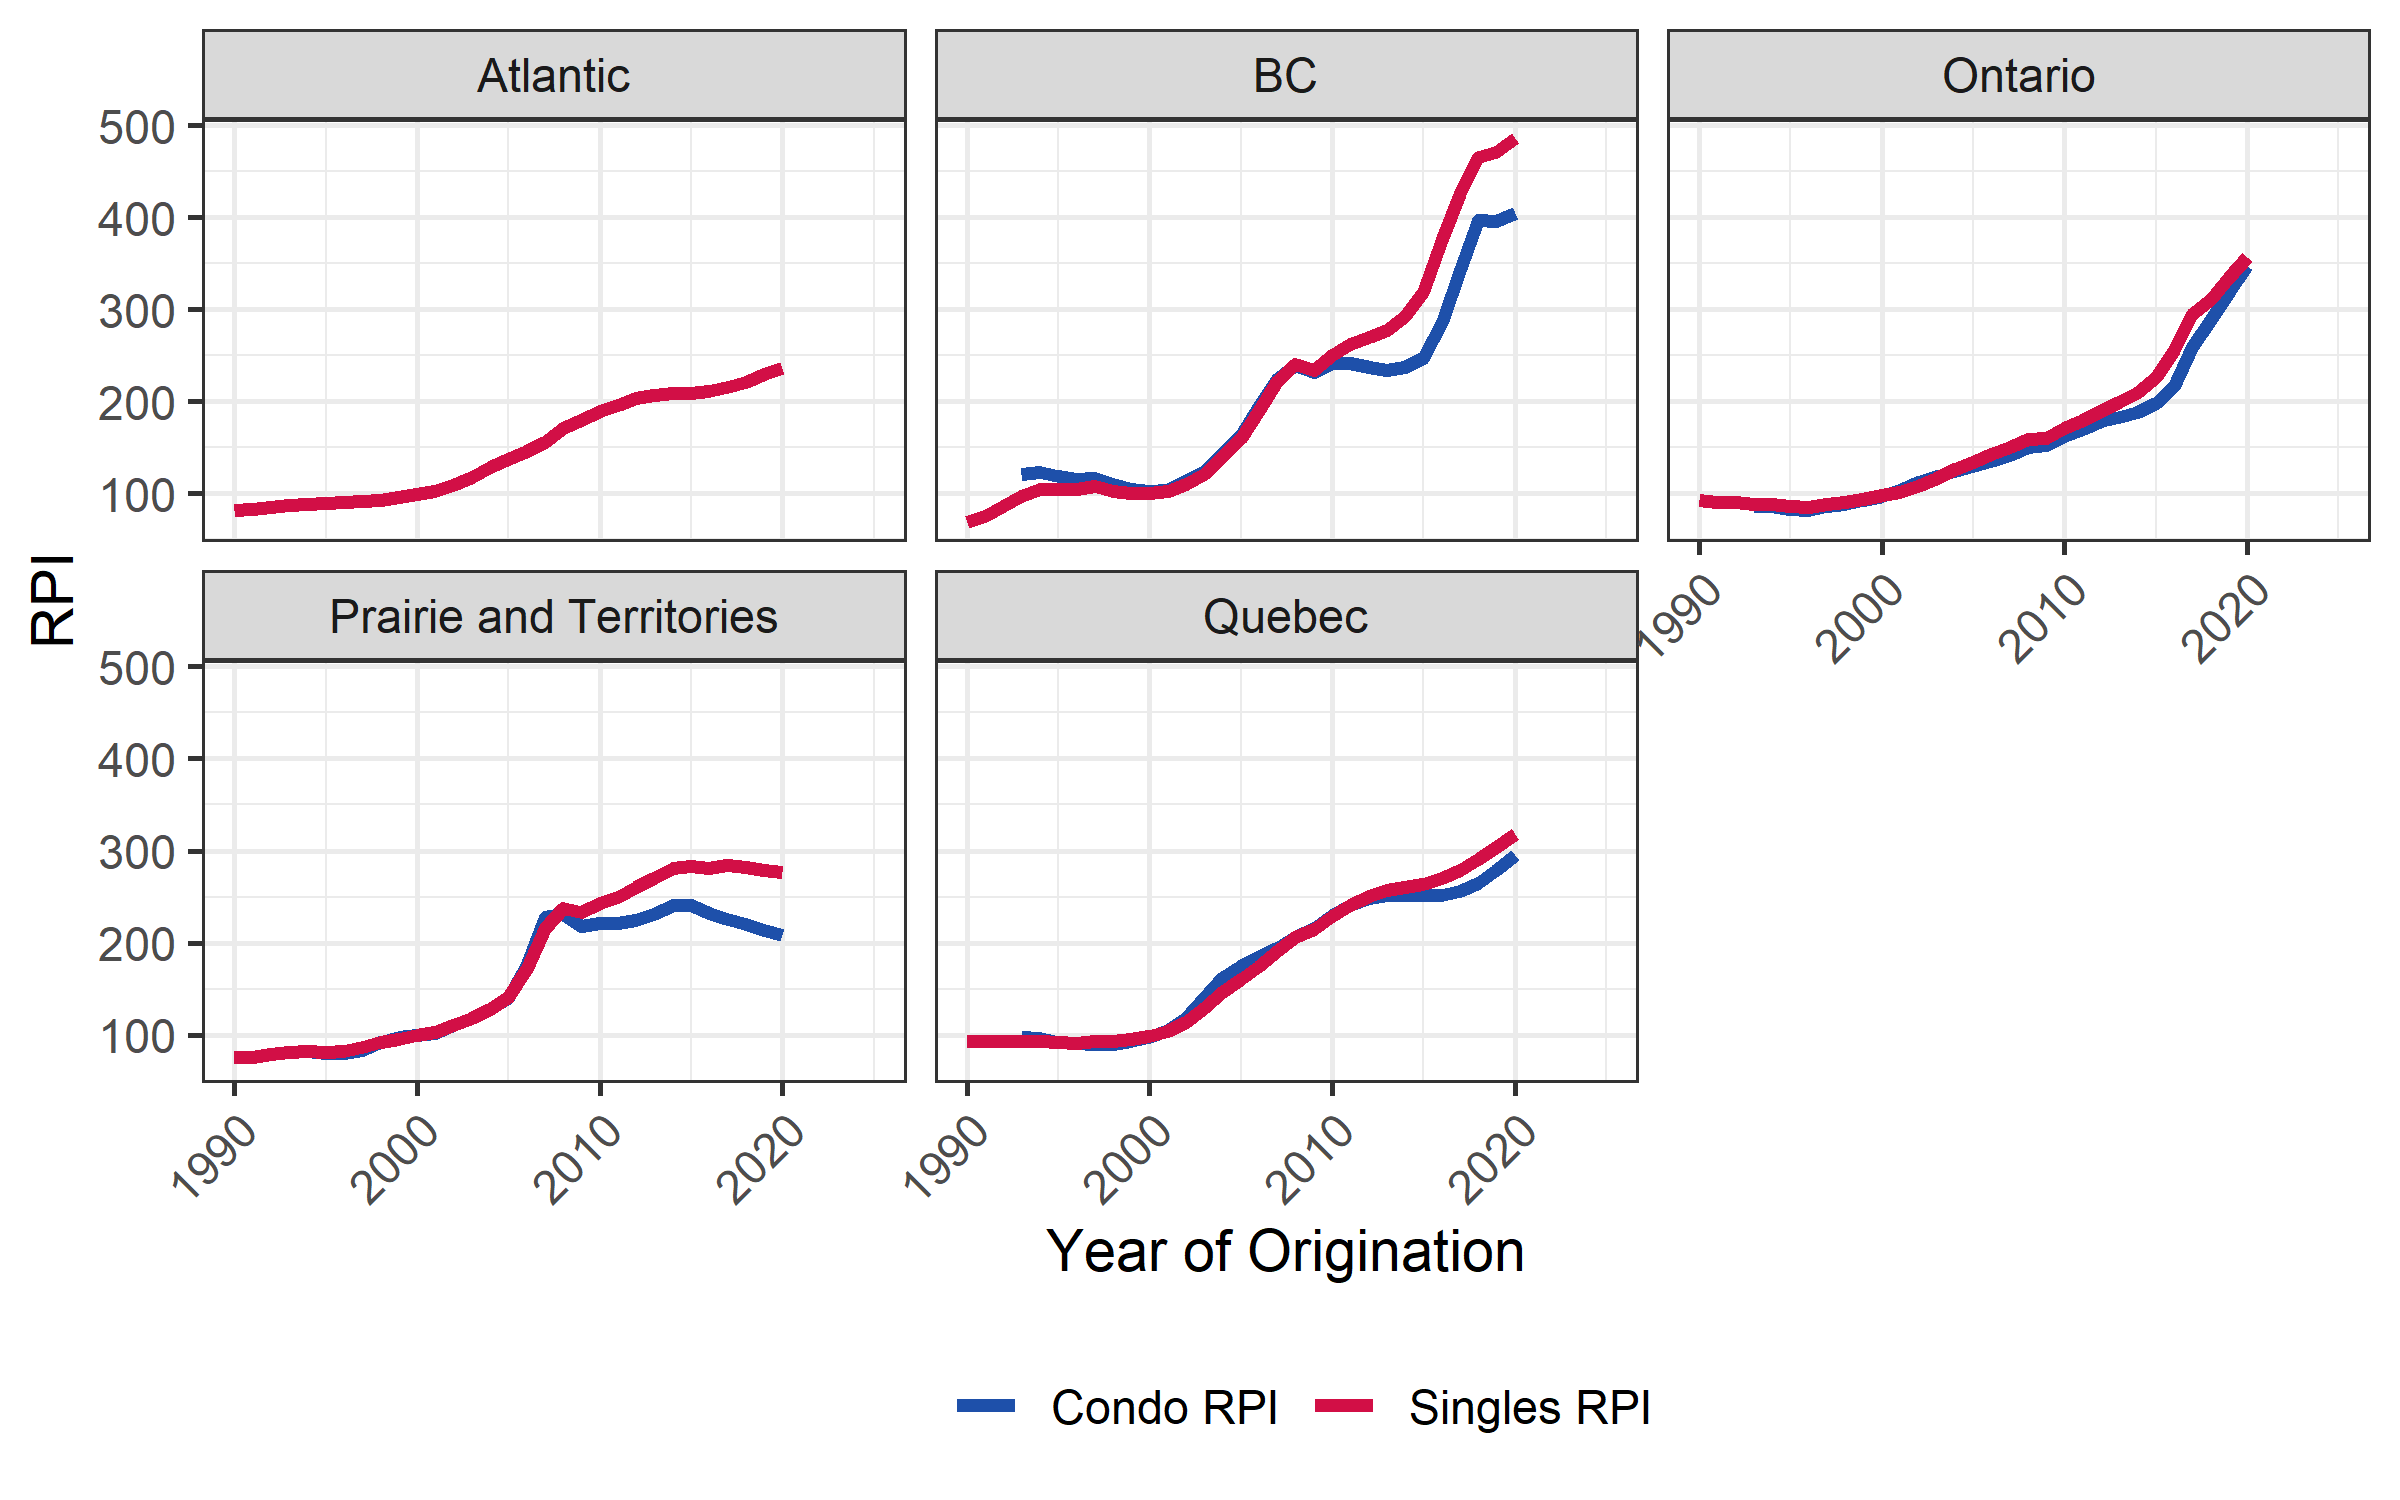 Atlantic
BC
Ontario
500
400
300
200
100
1990
2000
2010
2020
RPI
Prairie and Territories
Quebec
500
400
300
200
100
1990
2000
2010
2020
1990
2000
2010
2020
Year of Origination
Condo RPI
Singles RPI